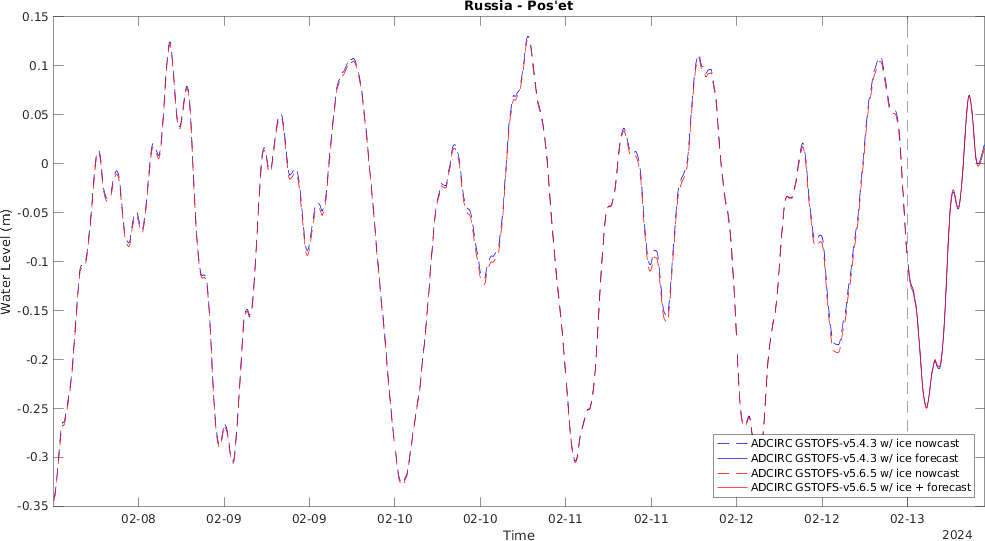 Russia - Pos'et
0.15
0.1
0.05
0
-0.05
-0.1
-0.15
-0.2
-0.25
-0.3
-0.35
Water Level (m)
ADCIRC GSTOFS-v5.4.3 w/ ice nowcast
ADCIRC GSTOFS-v5.4.3 w/ ice forecast
ADCIRC GSTOFS-v5.6.5 w/ ice nowcast
ADCIRC GSTOFS-v5.6.5 w/ ice + forecast
02-08 02-09 02-09 02-10 02-10 02-11 02-11 02-12 02-12 02-13
Time
2024